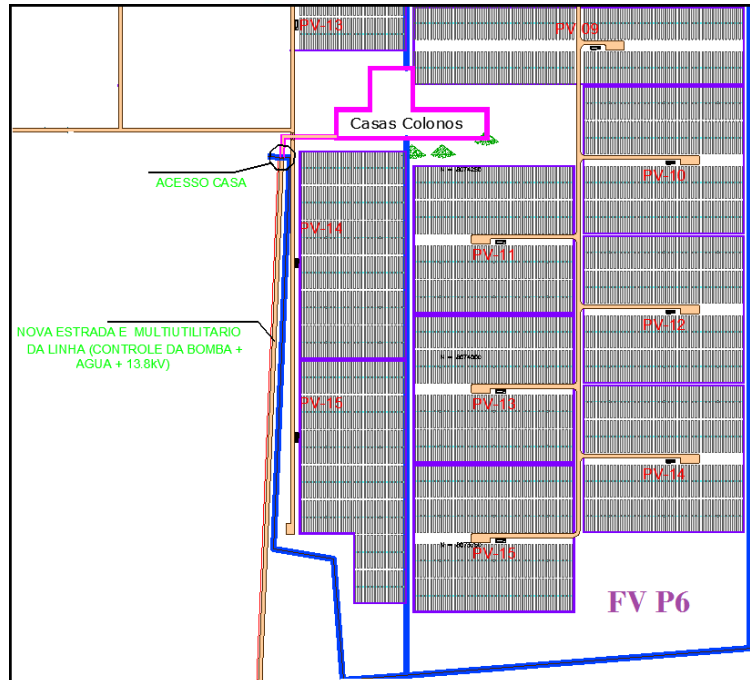 PV-13
PV-09
Casas Colonos
ACESSO CASA
PV-10
PV-14
PV-11
NOVA ESTRADA E MULTIUTILITARIO
DA LINHA (CONTROLE DA BOMBA +
AGUA + 13.8kV)
PV-12
PV-15
PV-13
PV-14
PV-15
FV P6